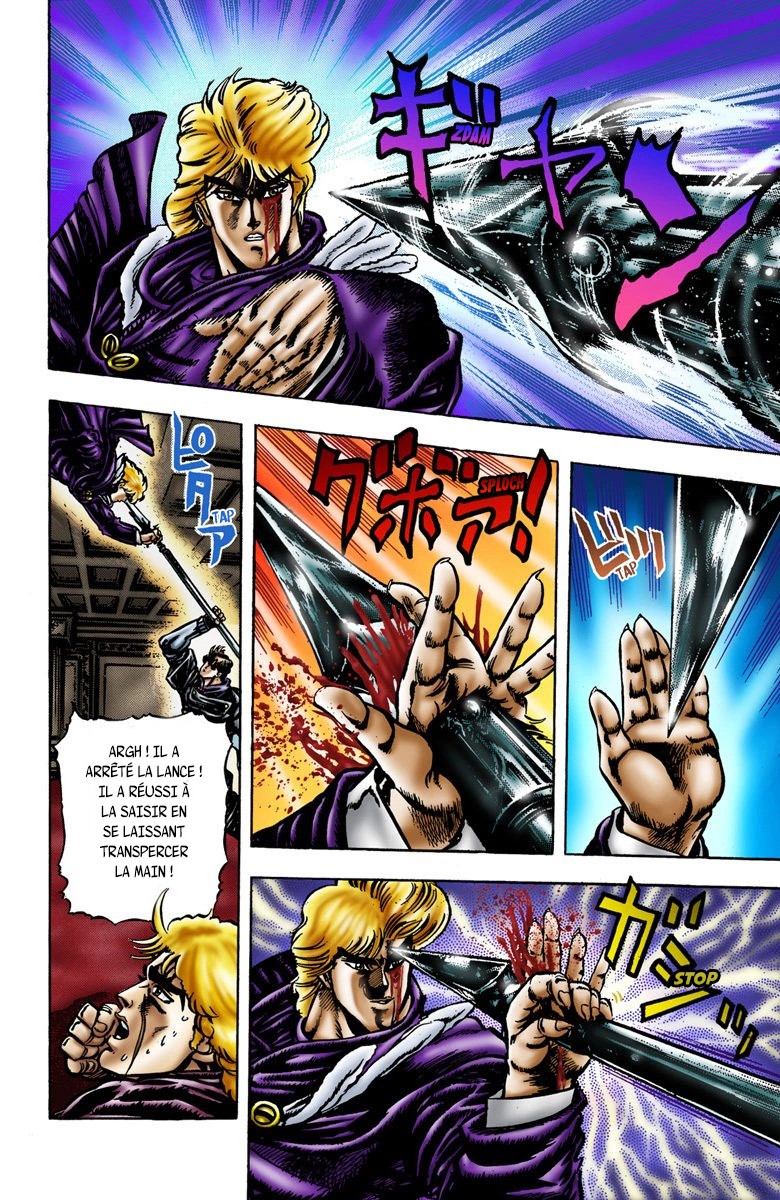 ギャン
ZDAM
ビッ
TAP
グボァ!
SPLOCH
ピタァ
TAP
ARGH ! IL A
ARRÊTÉ LA LANCE !
IL A RÉUSSI À
LA SAISIR EN
SE LAISSANT
TRANSPERCER
LA MAIN !
ガシッ
STOP